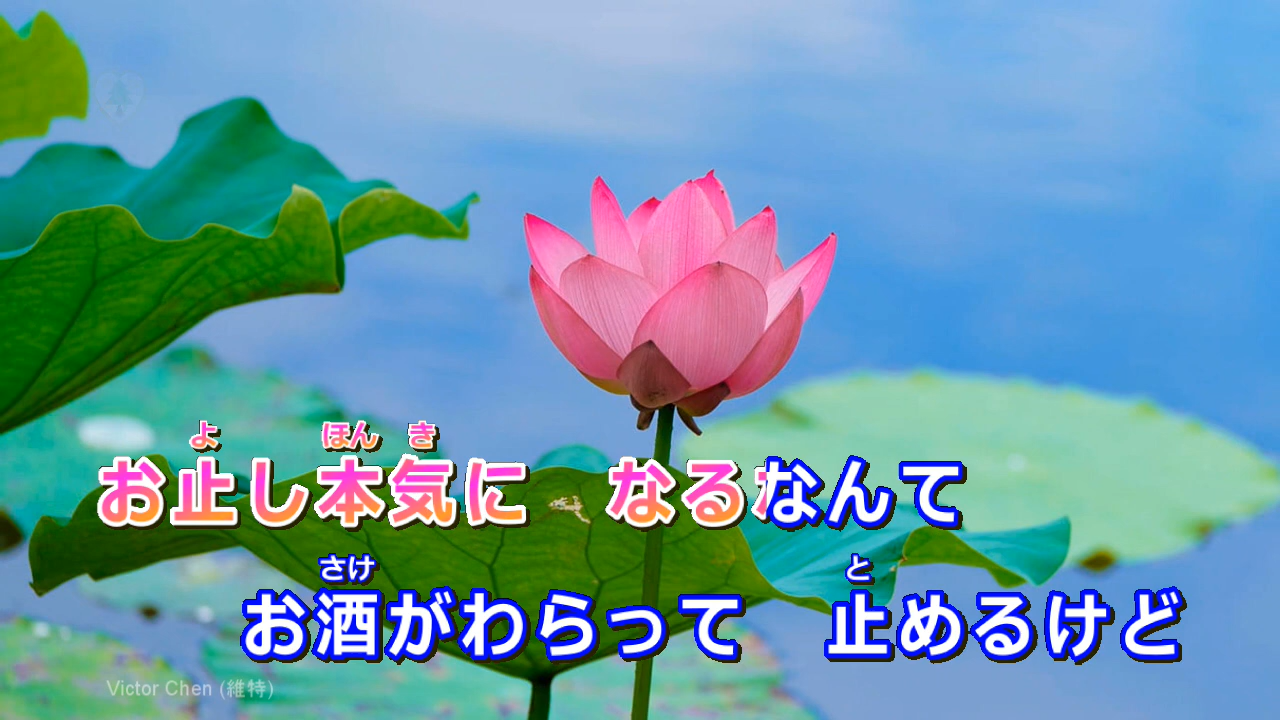 よ ほん き
お止し本気に なるなんて
さけ と
お酒がわらって 止めるけど
Victor Chen (維特)